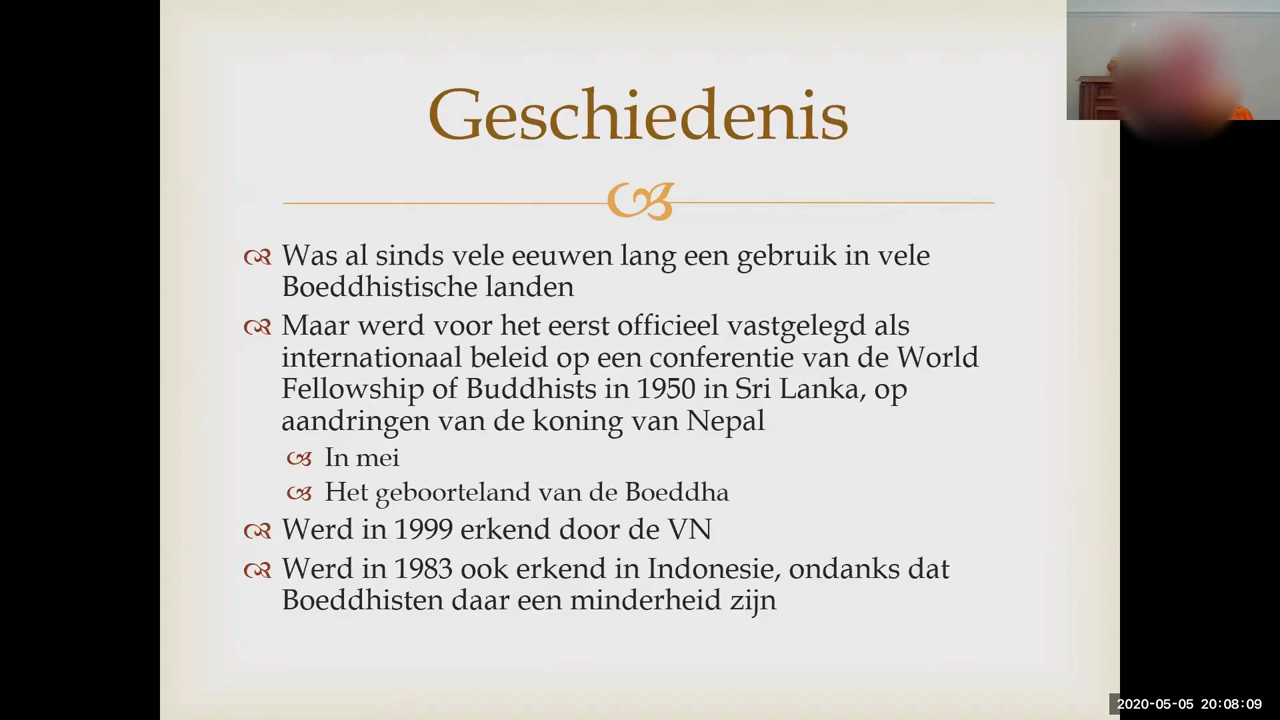 Geschiedenis
Was al sinds vele eeuwen lang een gebruik in vele
Boeddhistische landen
Maar werd voor het eerst officieel vastgelegd als
internationaal beleid op een conferentie van de World
Fellowship of Buddhists in 1950 in Sri Lanka, op
aandringen van de koning van Nepal
In mei
Het geboorteland van de Boeddha
Werd in 1999 erkend door de VN
Werd in 1983 ook erkend in Indonesie, ondanks dat
Boeddhisten daar een minderheid zijn
2020-05-05 20:08:09